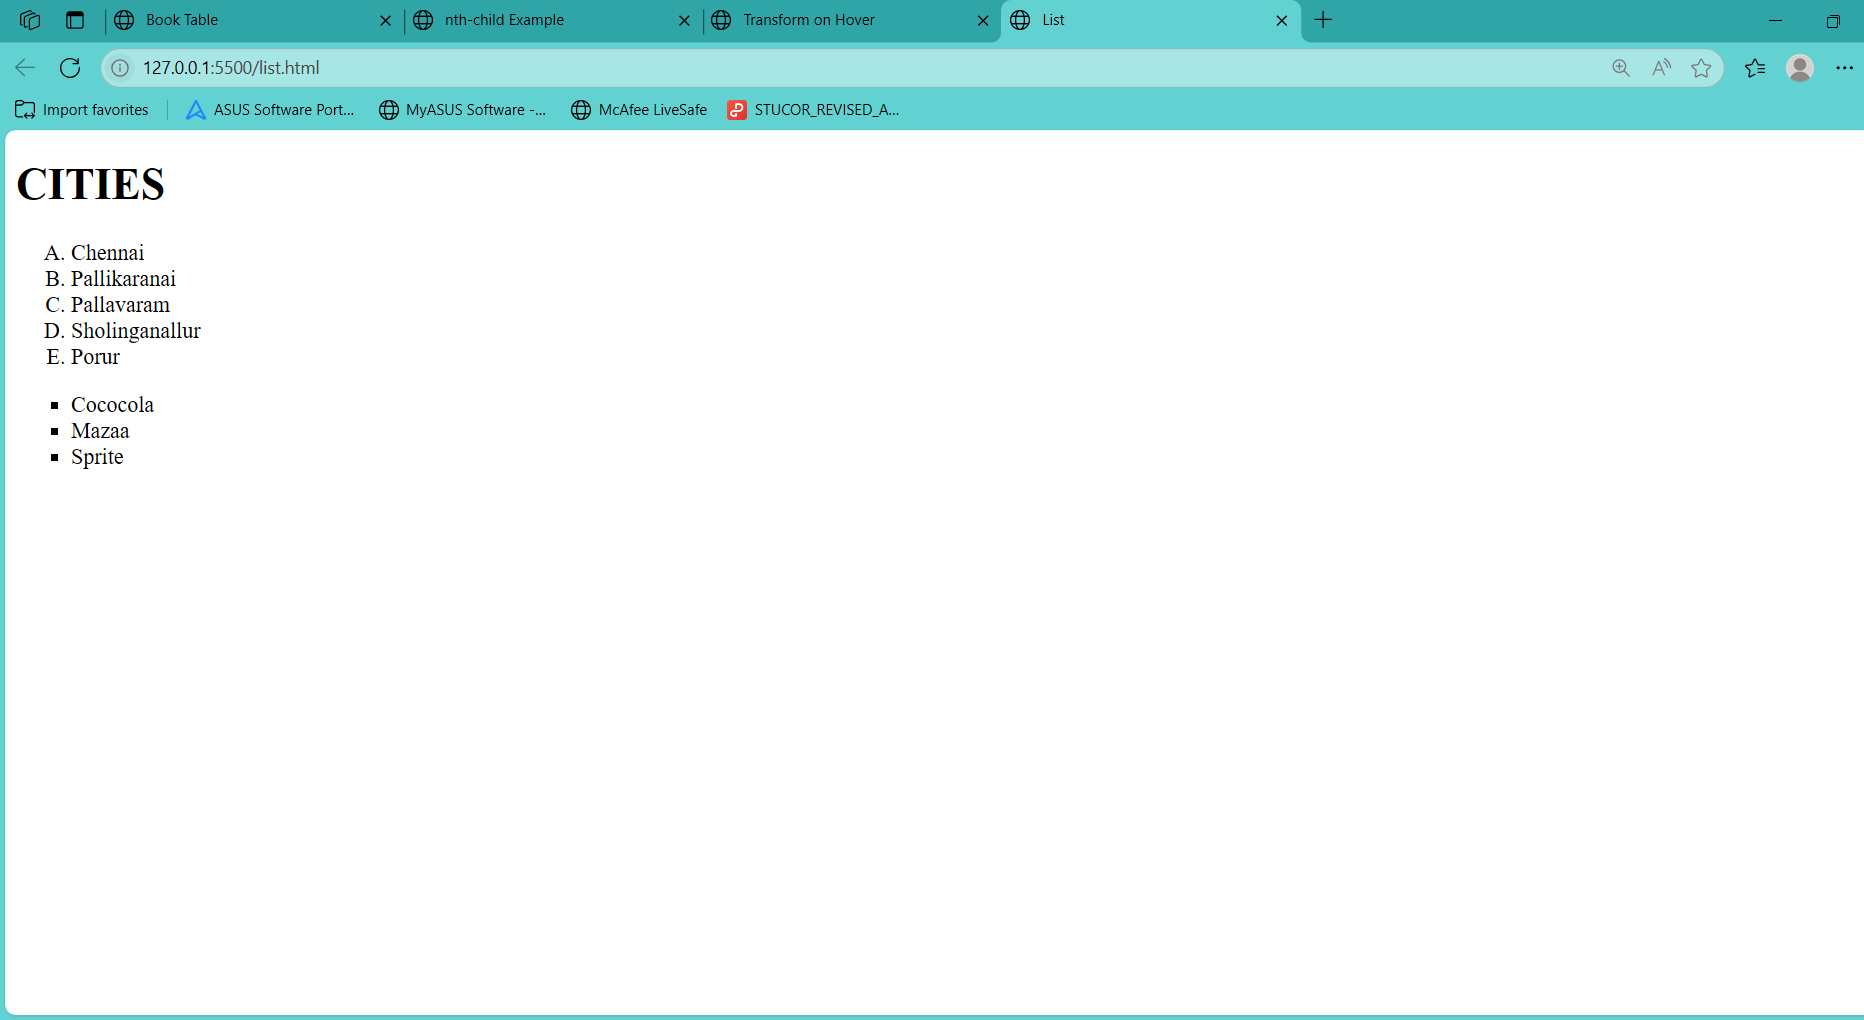 Book Table
nth-child Example
Transform on Hover
List
127.0.0.1:5500/list.html
Import favorites
ASUS Software Port...
MyASUS Software -...
McAfee LiveSafe
STUCOR_REVISED_A...
CITIES
A. Chennai
B. Pallikaranai
C. Pallavaram
D. Sholinganallur
E. Porur
Cococola
Mazaa
Sprite